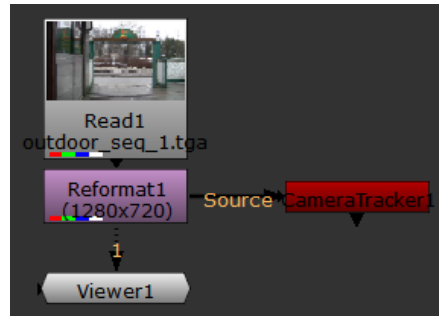 Read1
outdoor_seq_1.tga
Reformat1
(1280x720)
Source
CameraTracker1
1
Viewer1